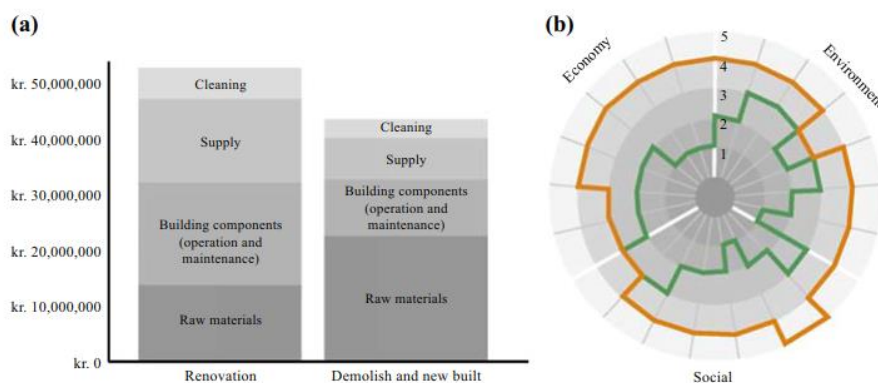 (a)
kr. 50,000,000
kr. 40,000,000
kr. 30,000,000
kr. 20,000,000
kr. 10,000,000
kr. 0
Cleaning
Supply
Building components
(operation and
maintenance)
Raw materials
Renovation
Cleaning
Supply
Building components
(operation and
maintenance)
Raw materials
Demolish and new built
(b)
Economy
5
4
3
2
1
Environment
Social